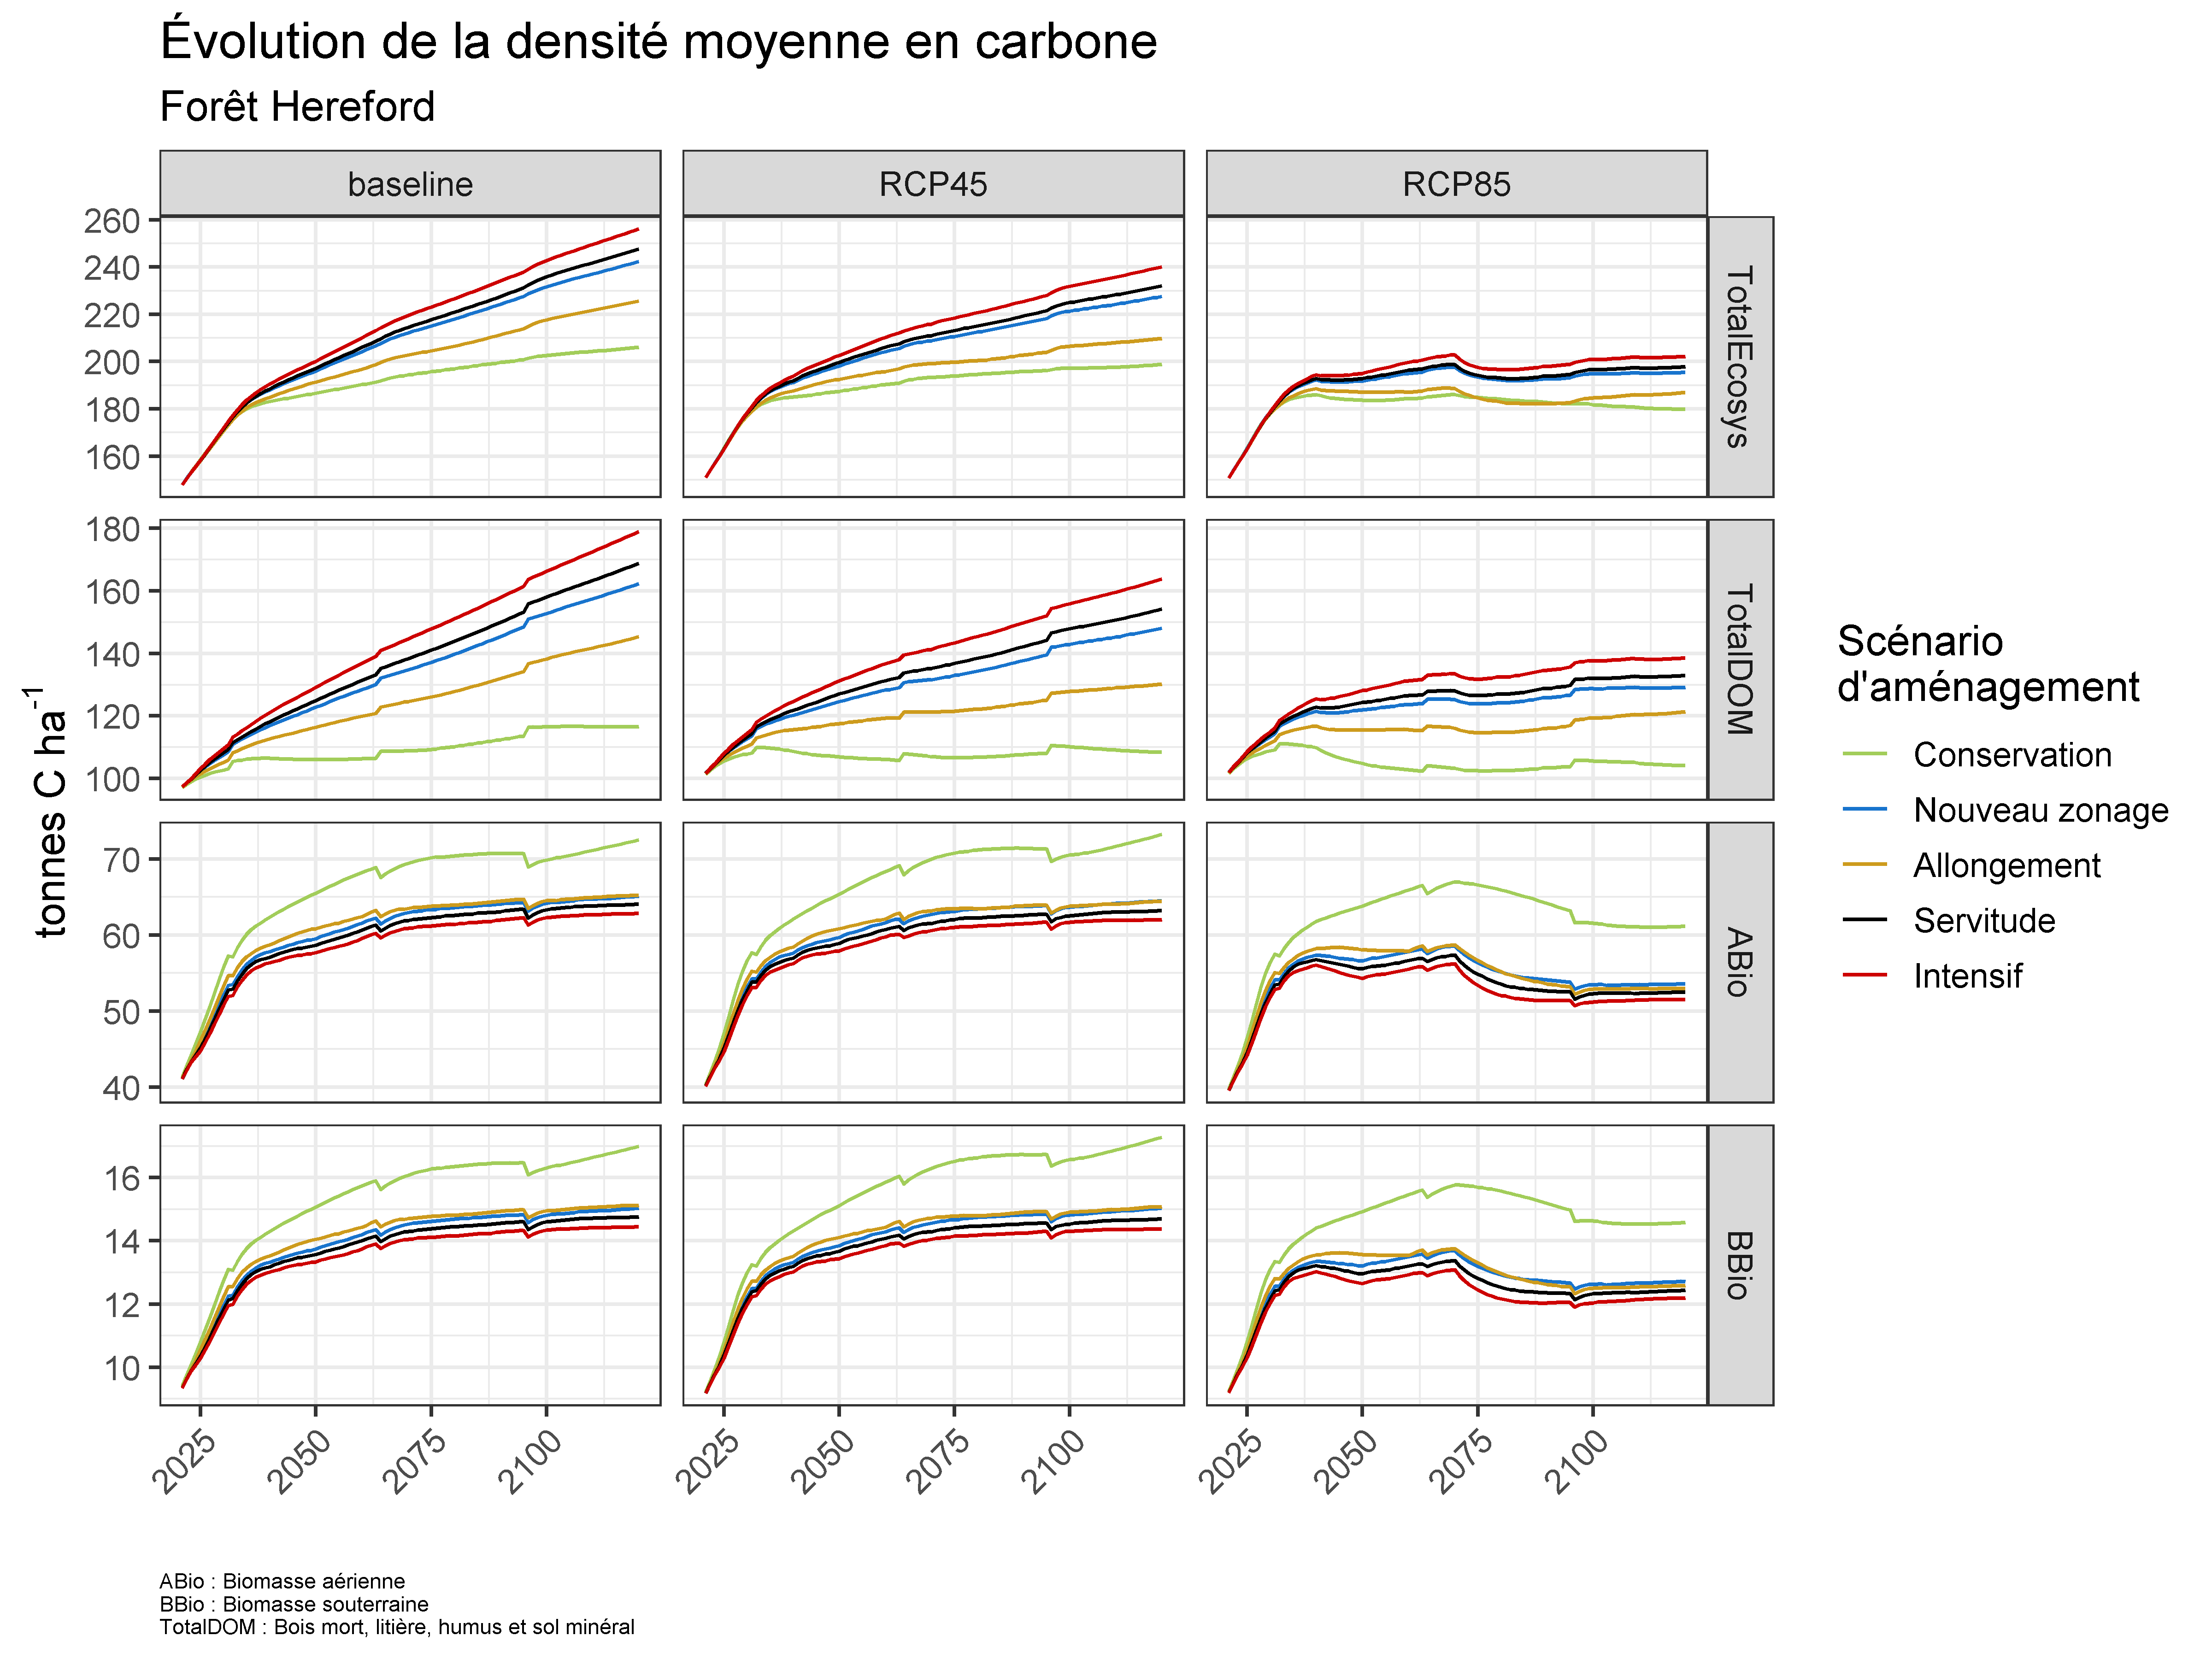 Évolution de la densité moyenne en carbone
Forêt Hereford
baseline
RCP45
RCP85
260
240
220
200
180
160
TotalEcosys
180
160
140
120
100
TotalDOM
70
60
50
40
ABio
16
14
12
10
BBio
tonnes C ha⁻¹
2025
2050
2075
2100
2025
2050
2075
2100
2025
2050
2075
2100
Scénario
d'aménagement
Conservation
Nouveau zonage
Allongement
Servitude
Intensif
ABio : Biomasse aérienne
BBio : Biomasse souterraine
TotalDOM : Bois mort, litière, humus et sol minéral